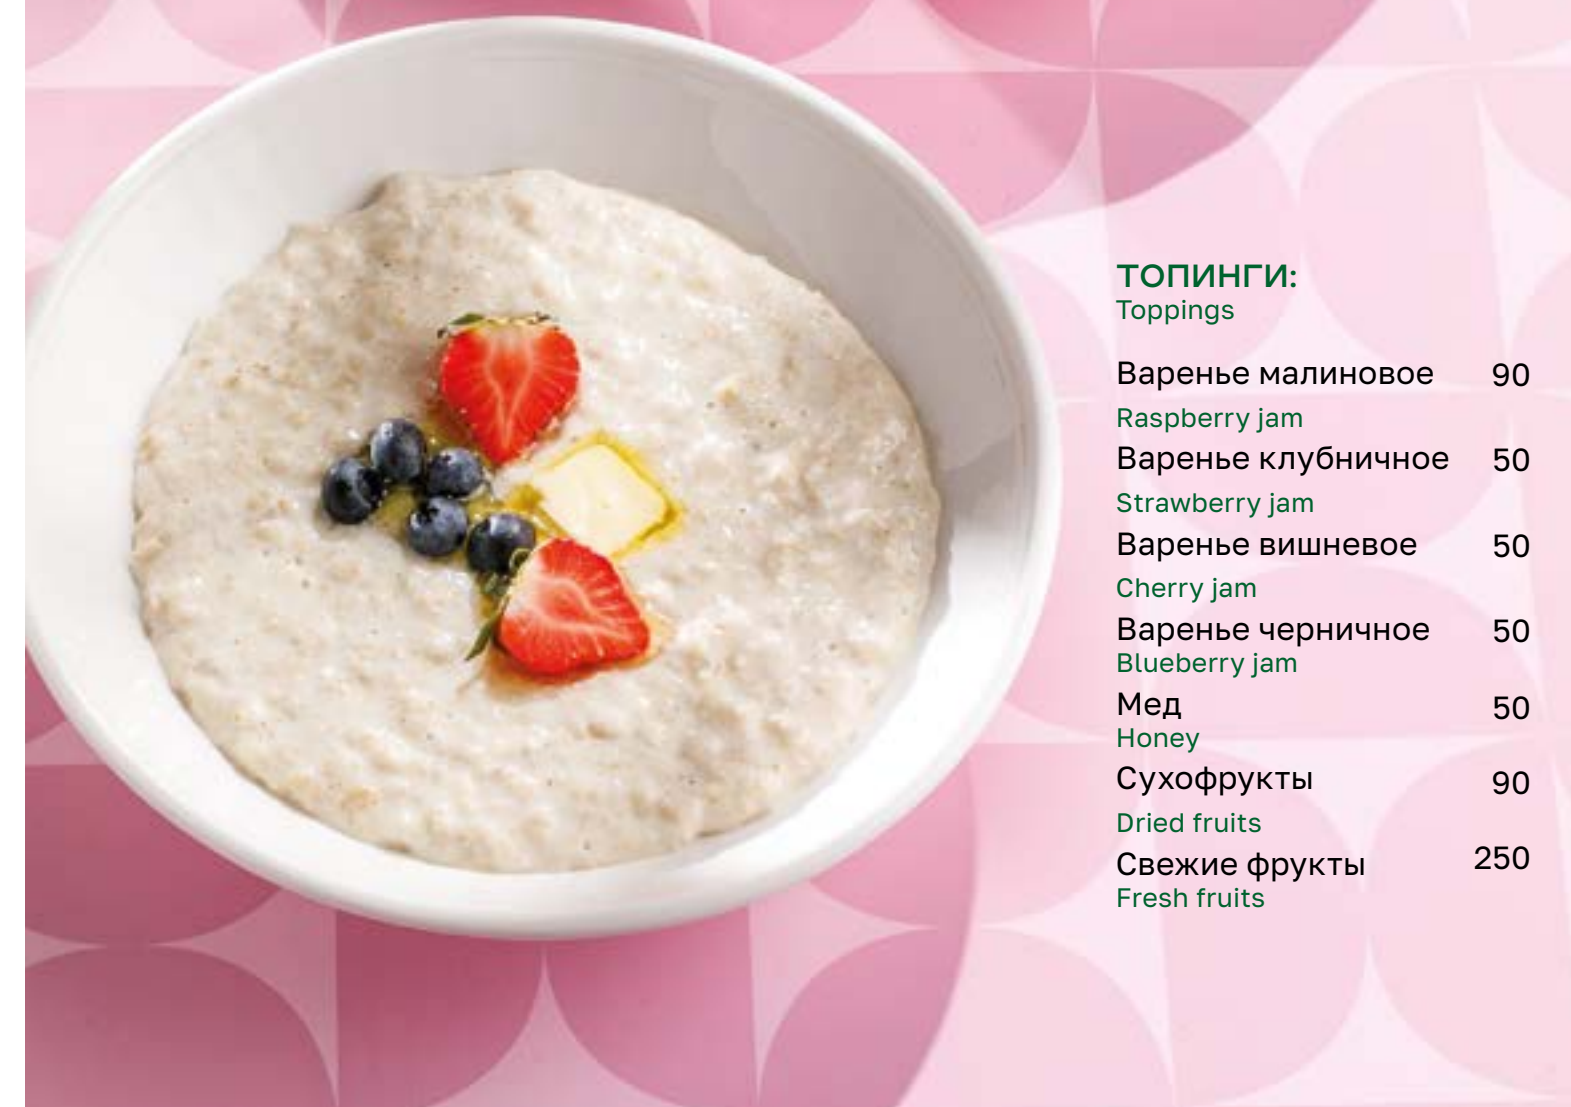 ТОПИНГИ:
Toppings
Варенье малиновое 90
Raspberry jam
Варенье клубничное 50
Strawberry jam
Варенье вишневое 50
Cherry jam
Варенье черничное 50
Blueberry jam
Мед 50
Honey
Сухофрукты 90
Dried fruits
Свежие фрукты 250
Fresh fruits